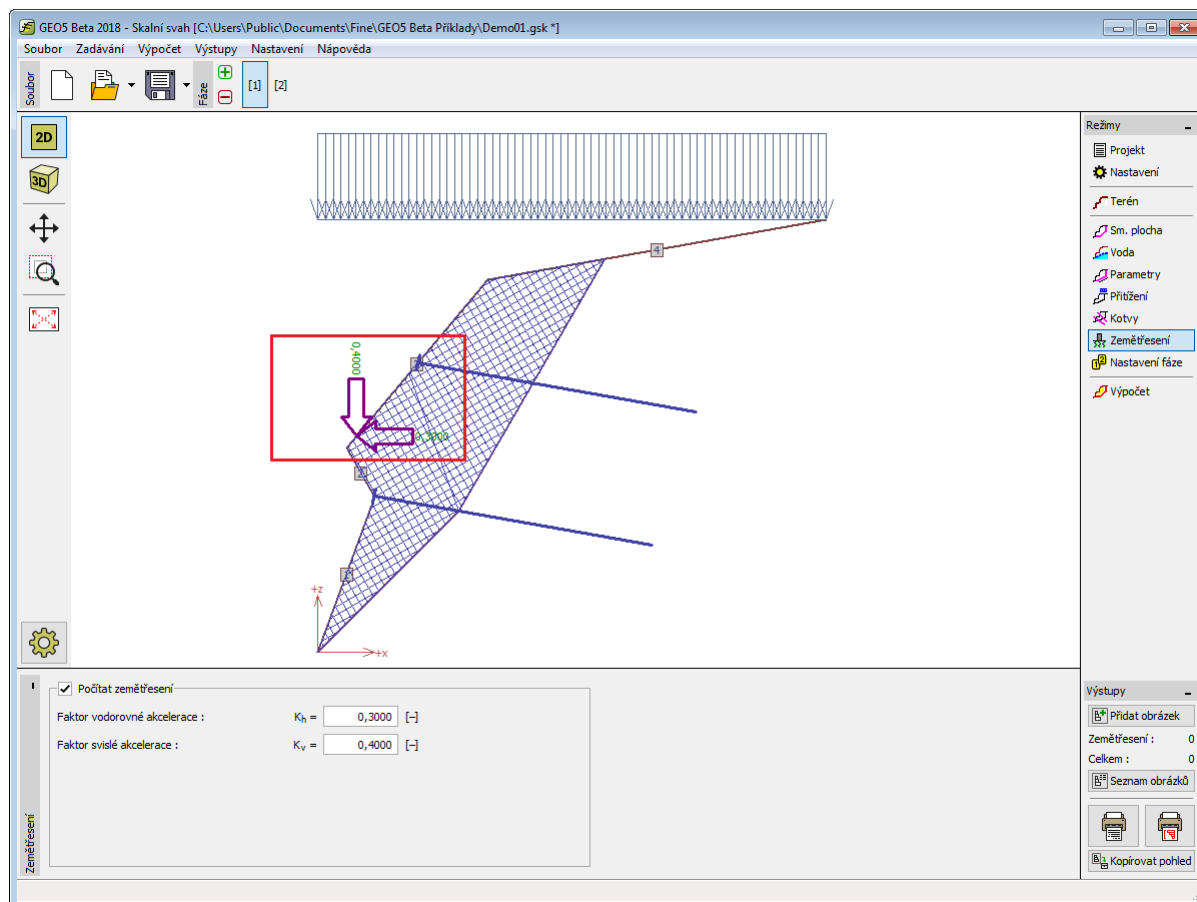 GEO5 Beta 2018 - Skalní svah [C:\Users\Public\Documents\Fine\GEO5 Beta Příklady\Demo01.gsk *]
Soubor Zadávání Výpočet Výstupy Nastavení Nápověda
Soubor
Fáze
[1] [2]
2D
3D
4
0,4000
0,3000
2
1
+z
+x
Režimy
Projekt
Nastavení
Terén
Sm. plocha
Voda
Parametry
Přitížení
Kotvy
Zemětřesení
Nastavení fáze
Výpočet
Zemětřesení
Počítat zemětřesení
Faktor vodorovné akcelerace : Kh = 0,3000 [–]
Faktor svislé akcelerace : Kv = 0,4000 [–]
Výstupy
Přidat obrázek
Zemětřesení : 0
Celkem : 0
Seznam obrázků
Kopírovat pohled